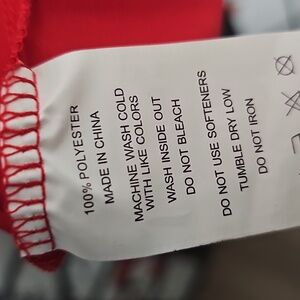 100% POLYESTER
MADE IN CHINA
MACHINE WASH COLD
WITH LIKE COLORS
WASH INSIDE OUT
DO NOT BLEACH
DO NOT USE SOFTENERS
TUMBLE DRY LOW
DO NOT IRON